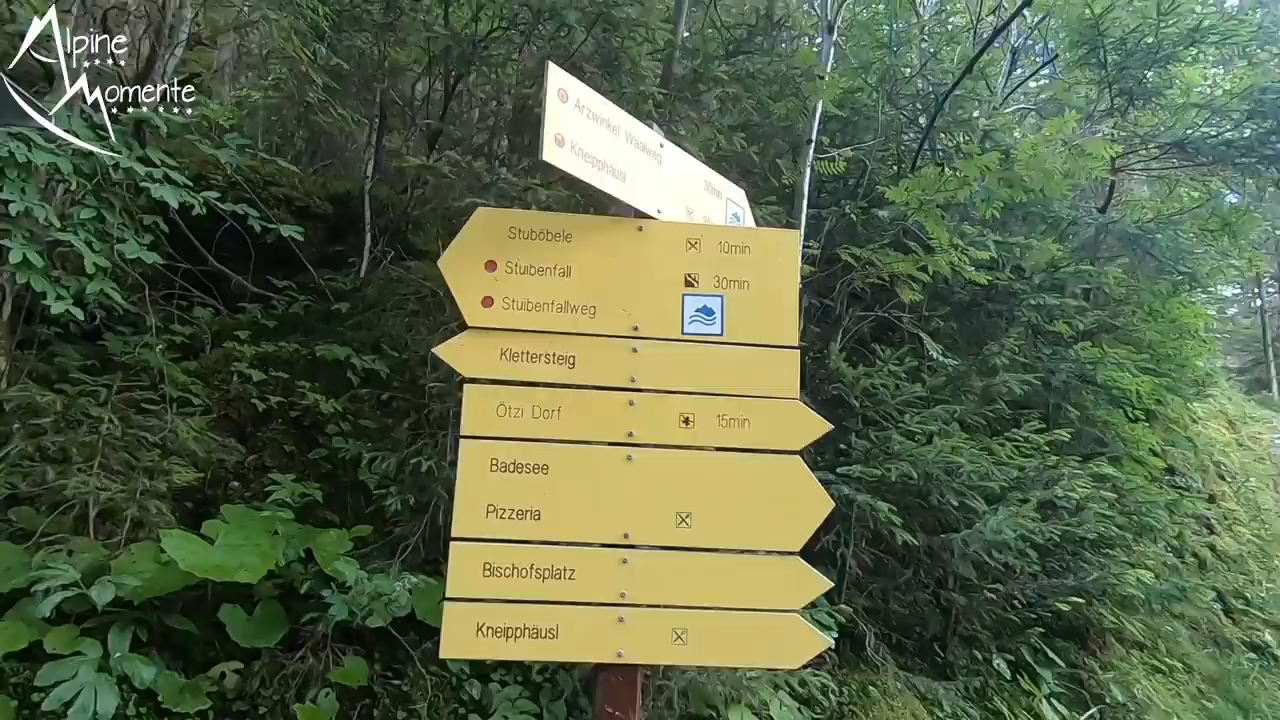 Alpine
Momente
Arzwinkel Waalweg
30min
Kneipphäusl
Stuböbele 10min
Stuibenfall 30min
Stuibenfallweg
Klettersteig
Ötzi Dorf 15min
Badesee
Pizzeria
Bischofsplatz
Kneipphäusl